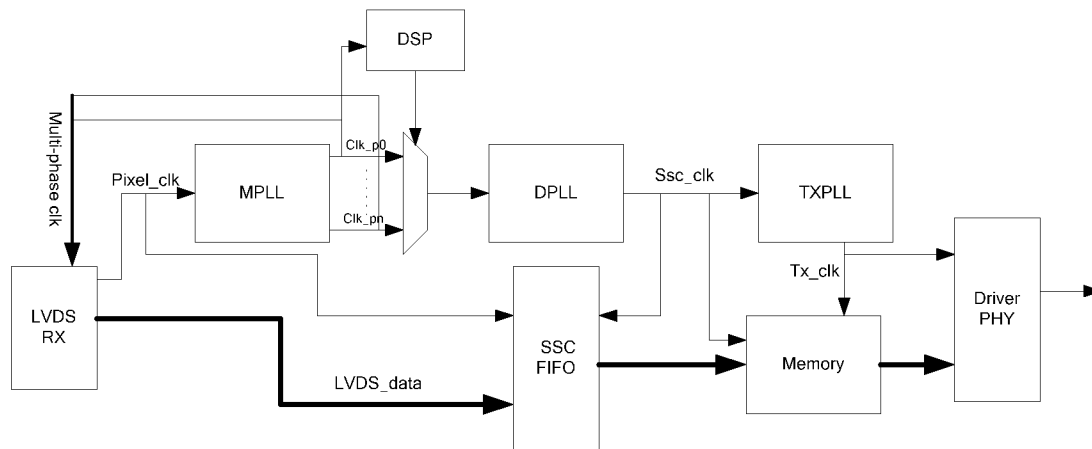 DSP
Multi-phase clk
Clk_p0
Pixel_clk
MPLL
DPLL
Ssc_clk
TXPLL
Clk_pn
Tx_clk
LVDS
RX
SSC
FIFO
Memory
Driver
PHY
LVDS_data